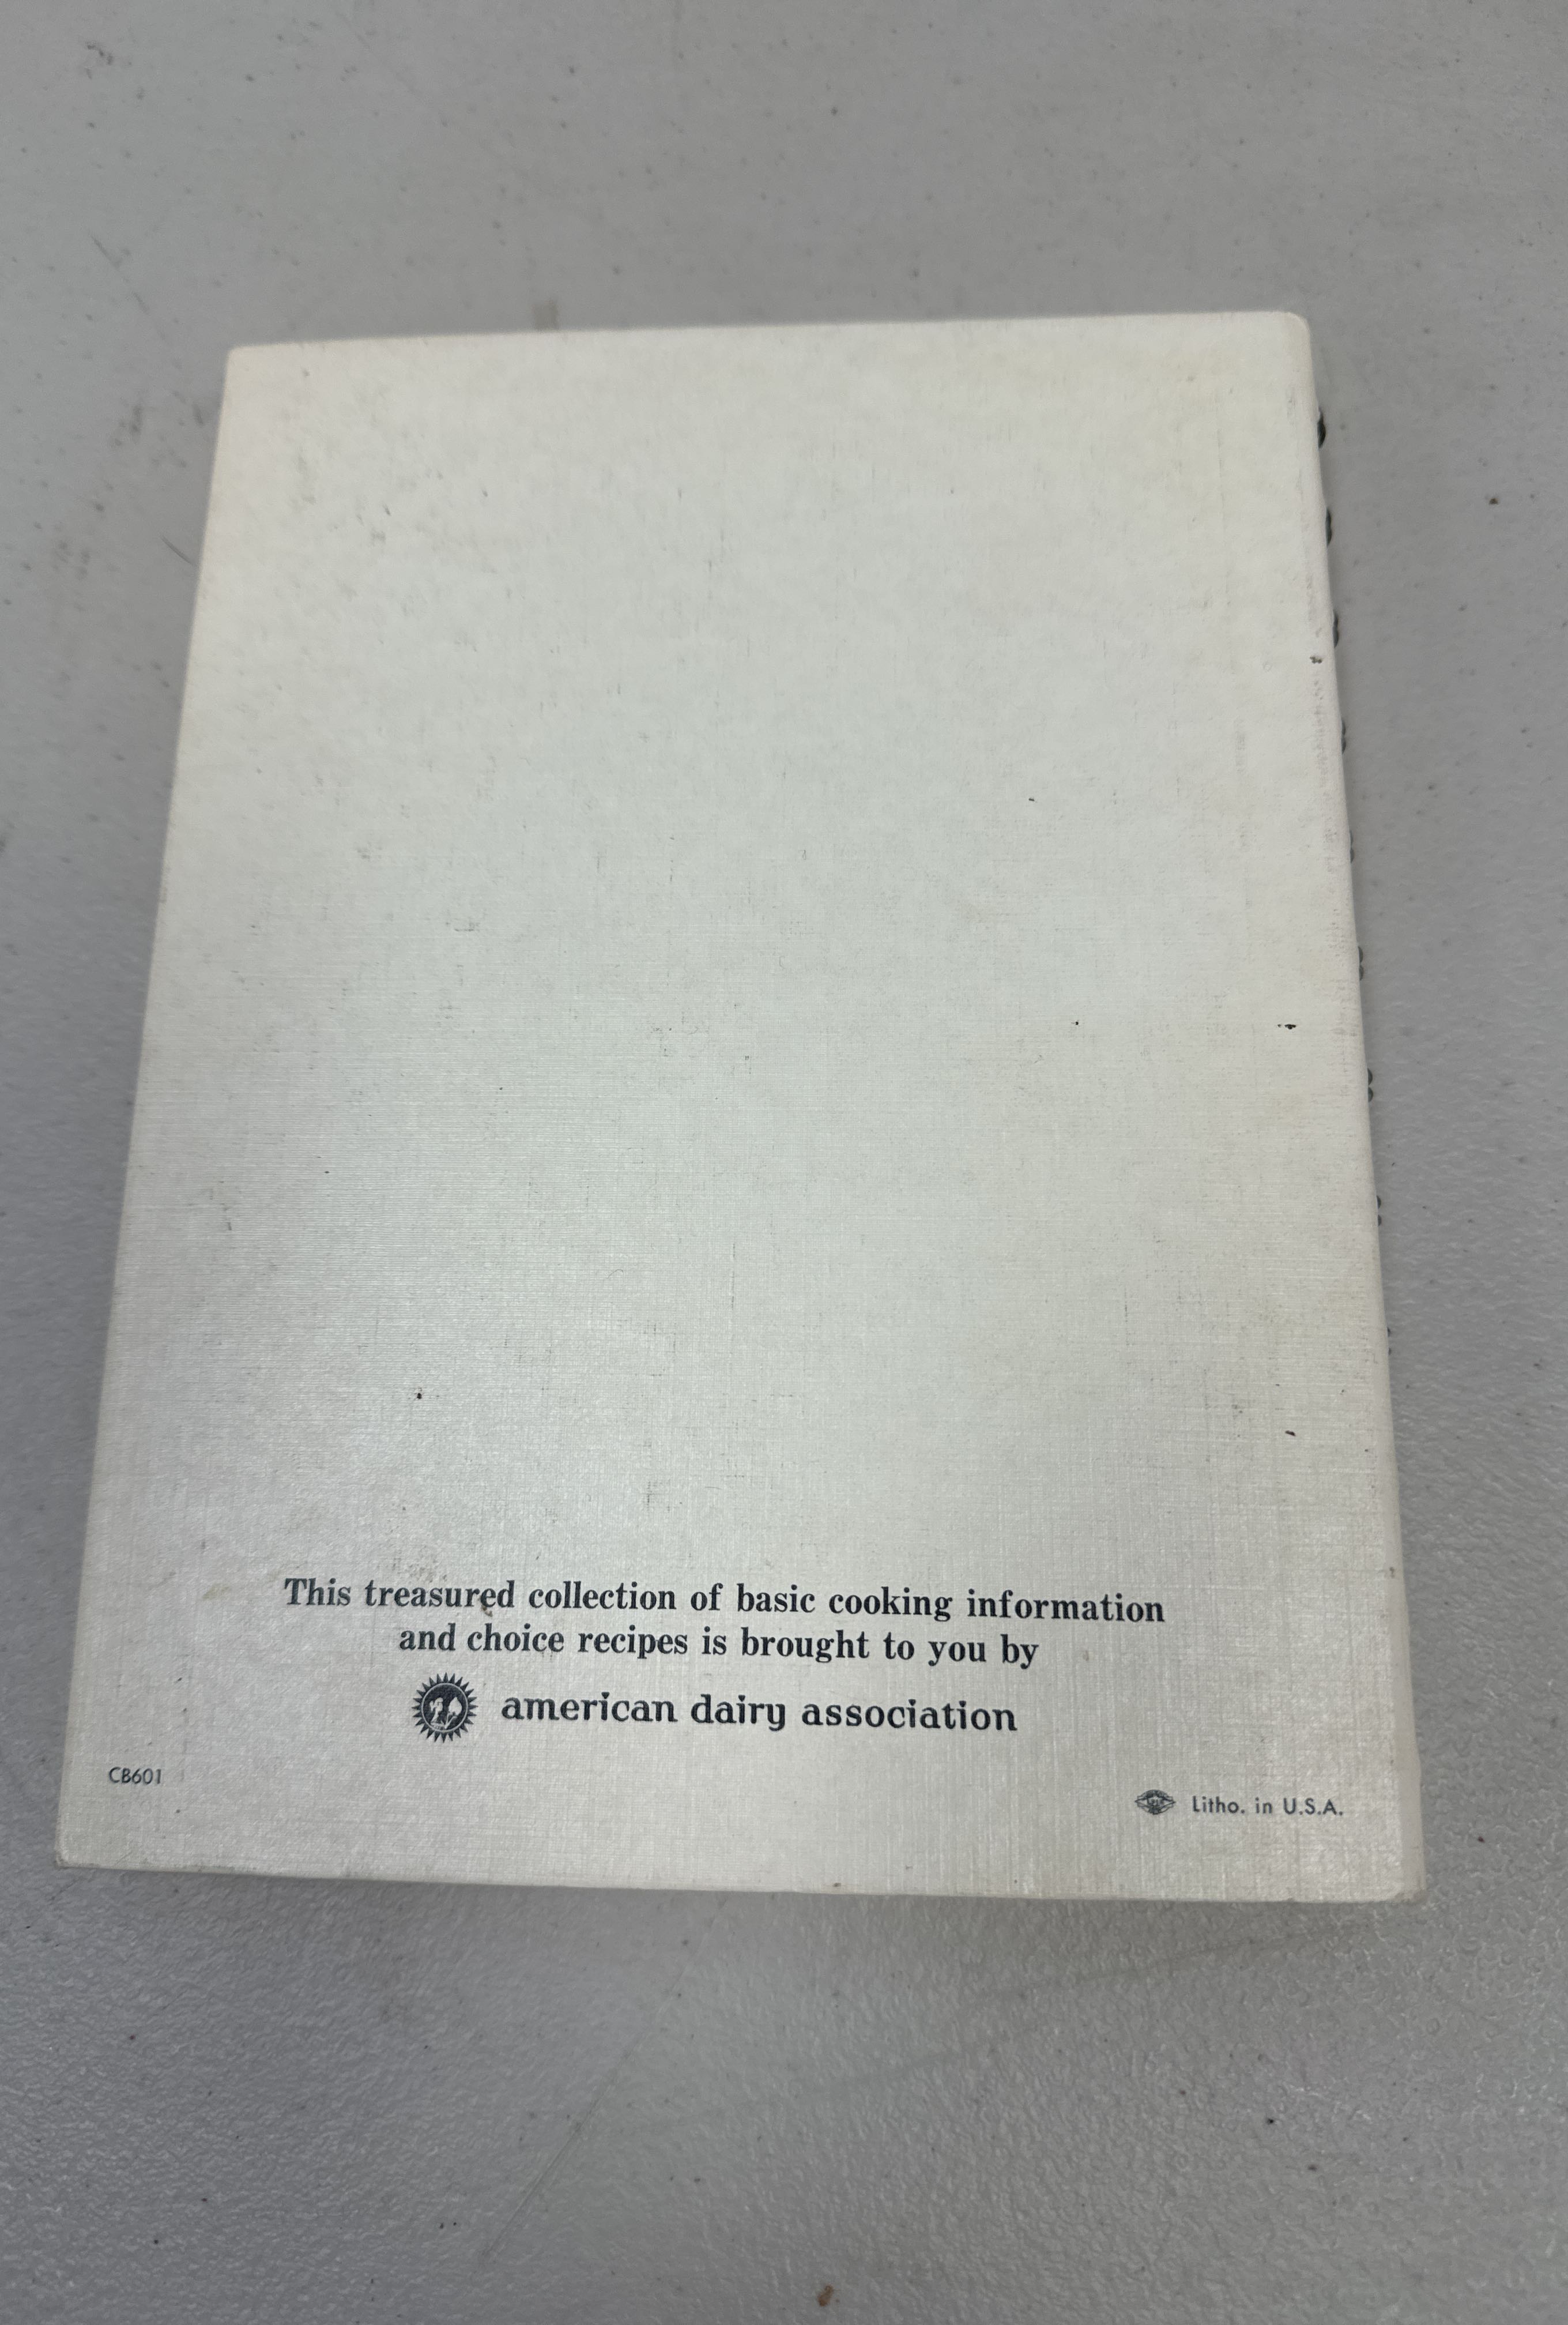 This treasured collection of basic cooking information
and choice recipes is brought to you by
american dairy association
CB601
Litho. in U.S.A.